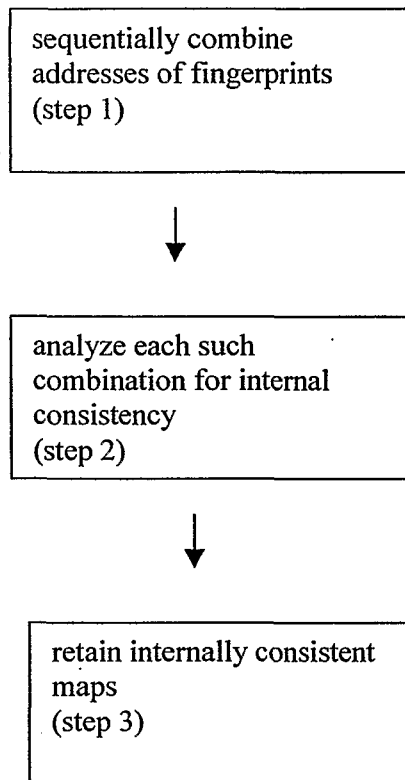 sequentially combine
addresses of fingerprints
(step 1)
analyze each such
combination for internal
consistency
(step 2)
retain internally consistent
maps
(step 3)